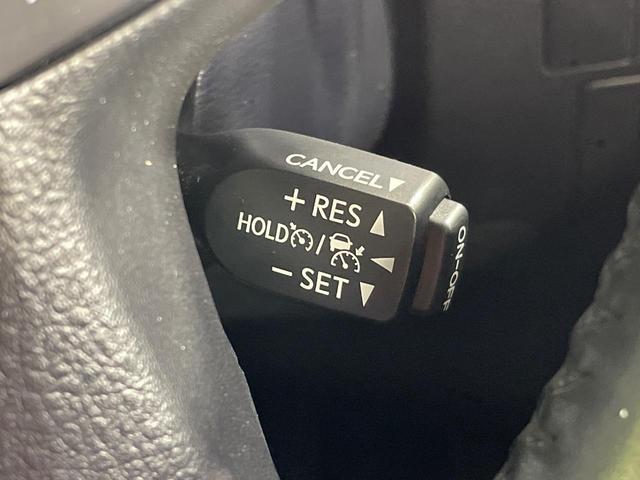 CANCEL▼
+ RES ▲
HOLD /
− SET ▼
ON-OFF